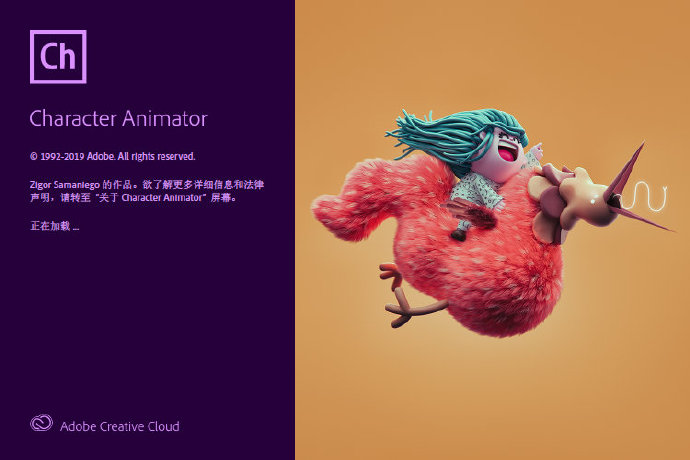 Ch
Character Animator
© 1992-2019 Adobe. All rights reserved.
Zigor Samaniego 的作品。欲了解更多详细信息和法律
声明，请转至“关于 Character Animator”屏幕。
正在加载 ...
Adobe Creative Cloud